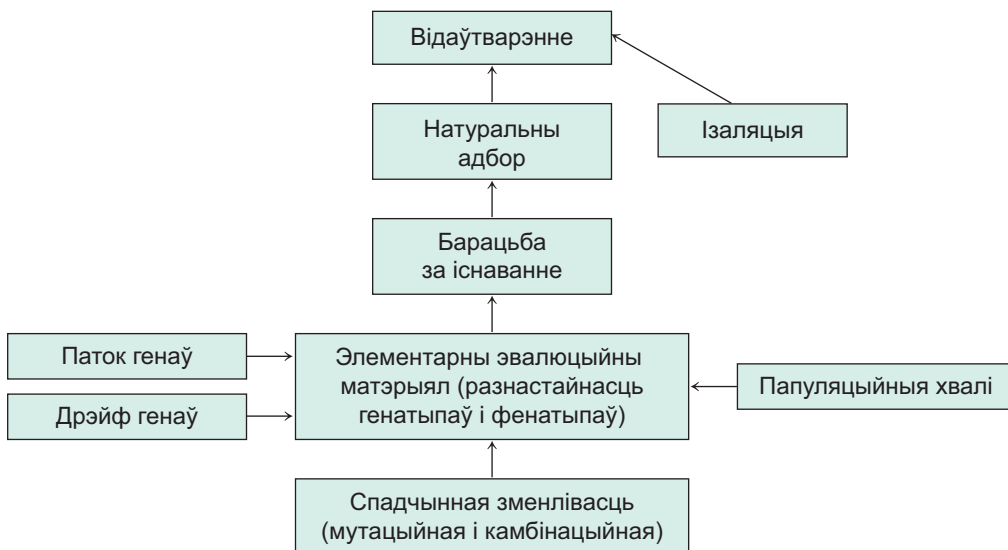 Відаўтварэнне
Натуральны
адбор
Ізаляцыя
Барацьба
за існаванне
Паток генаў
Дрэйф генаў
Элементарны эвалюцыйны
матэрыял (разнастайнасць
генатыпаў і фенатыпаў)
Папуляцыйныя хвалі
Спадчынная зменлівасць
(мутацыйная і камбінацыйная)